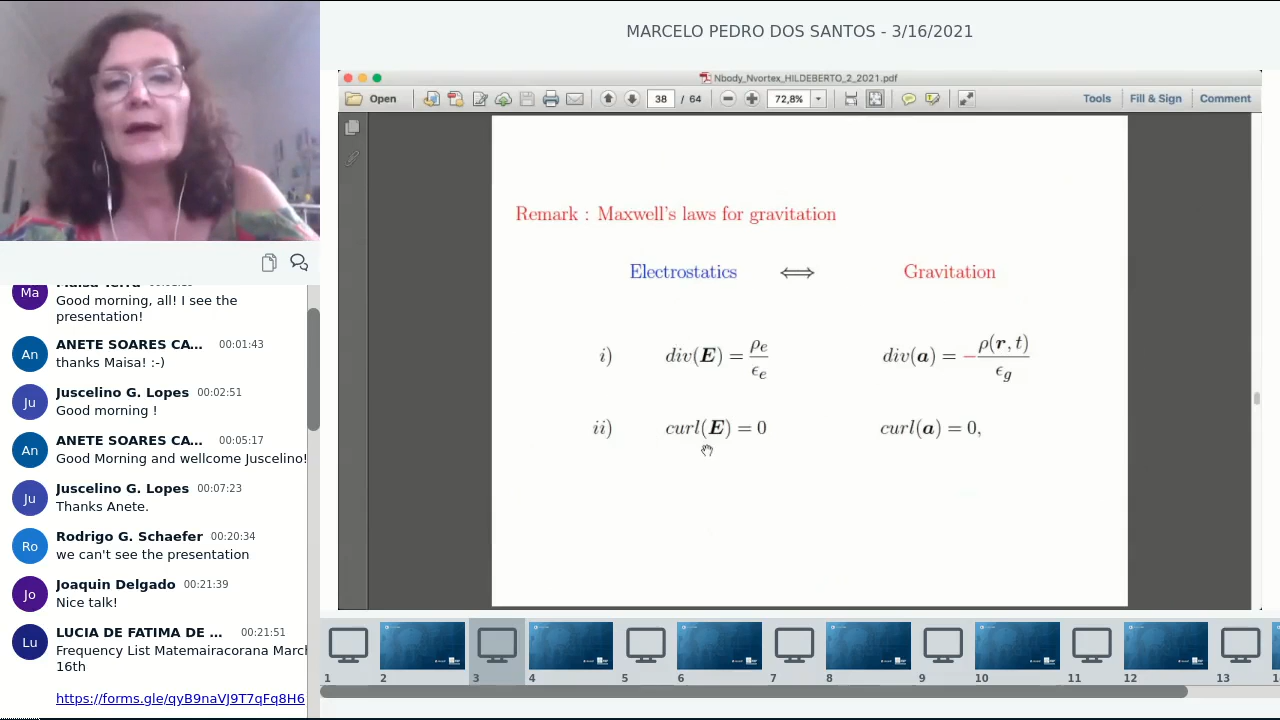 MARCELO PEDRO DOS SANTOS - 3/16/2021
Nbody_Nvortex_HILDEBERTO_2_2021.pdf
Open
38 / 64
72,8%
Tools Fill & Sign Comment
Remark : Maxwell's laws for gravitation
Electrostatics ⟺ Gravitation
i) div(E) = ρe/ϵe div(a) = −ρ(r, t)/ϵg
ii) curl(E) = 0 curl(a) = 0,
Ma
Good morning, all! I see the
presentation!
An
ANETE SOARES CA... 00:01:43
thanks Maisa! :-)
Ju
Juscelino G. Lopes 00:02:51
Good morning !
An
ANETE SOARES CA... 00:05:17
Good Morning and wellcome Juscelino!
Ju
Juscelino G. Lopes 00:07:23
Thanks Anete.
Ro
Rodrigo G. Schaefer 00:20:34
we can't see the presentation
Jo
Joaquin Delgado 00:21:39
Nice talk!
Lu
LUCIA DE FATIMA DE ... 00:21:51
Frequency List Matemairacorana March
16th
https://forms.gle/qyB9naVJ9T7qFq8H6
1 2 3 4 5 6 7 8 9 10 11 12 13